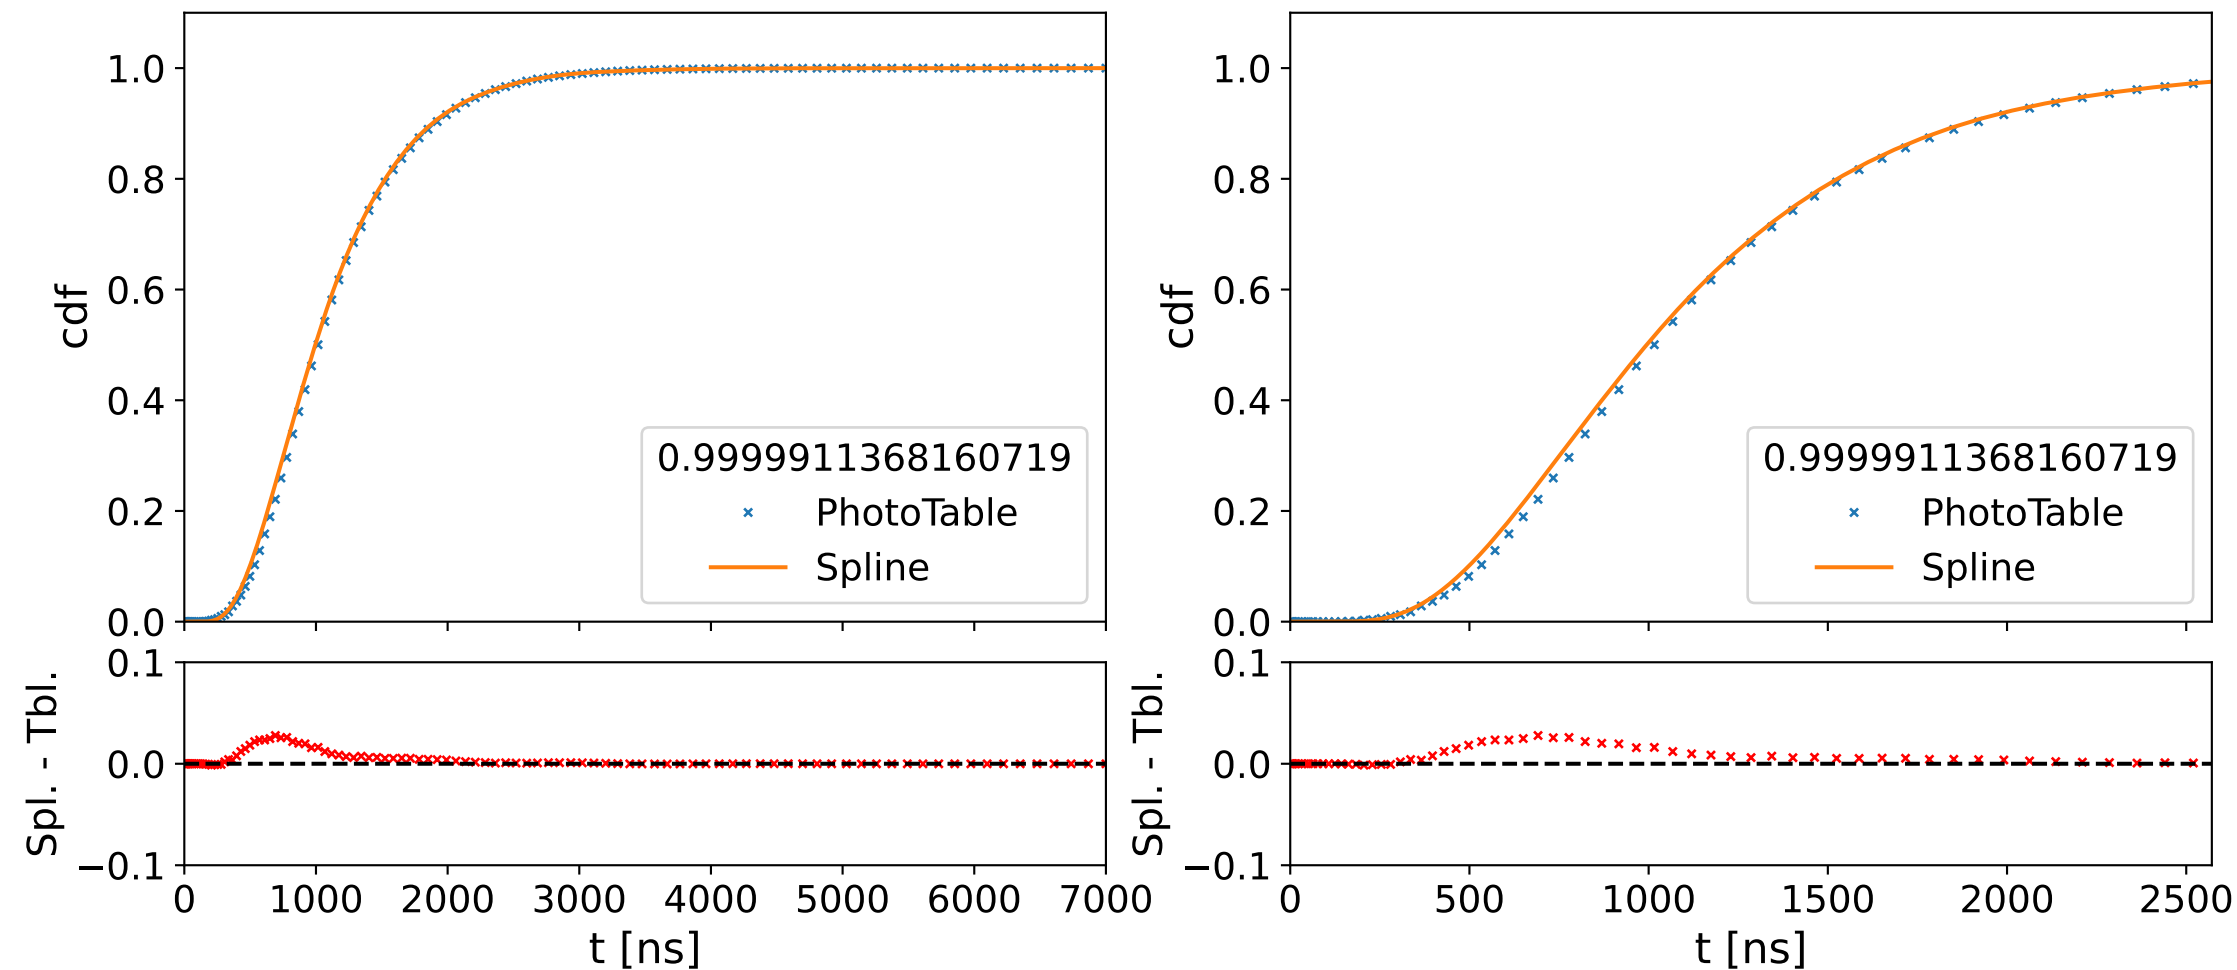 1.0
0.8
0.6
0.4
0.2
0.0
cdf
0.9999911368160719
PhotoTable
Spline
0.1
0.0
−0.1
Spl. - Tbl.
0 1000 2000 3000 4000 5000 6000 7000
t [ns]
1.0
0.8
0.6
0.4
0.2
0.0
cdf
0.9999911368160719
PhotoTable
Spline
0.1
0.0
−0.1
Spl. - Tbl.
0 500 1000 1500 2000 2500
t [ns]